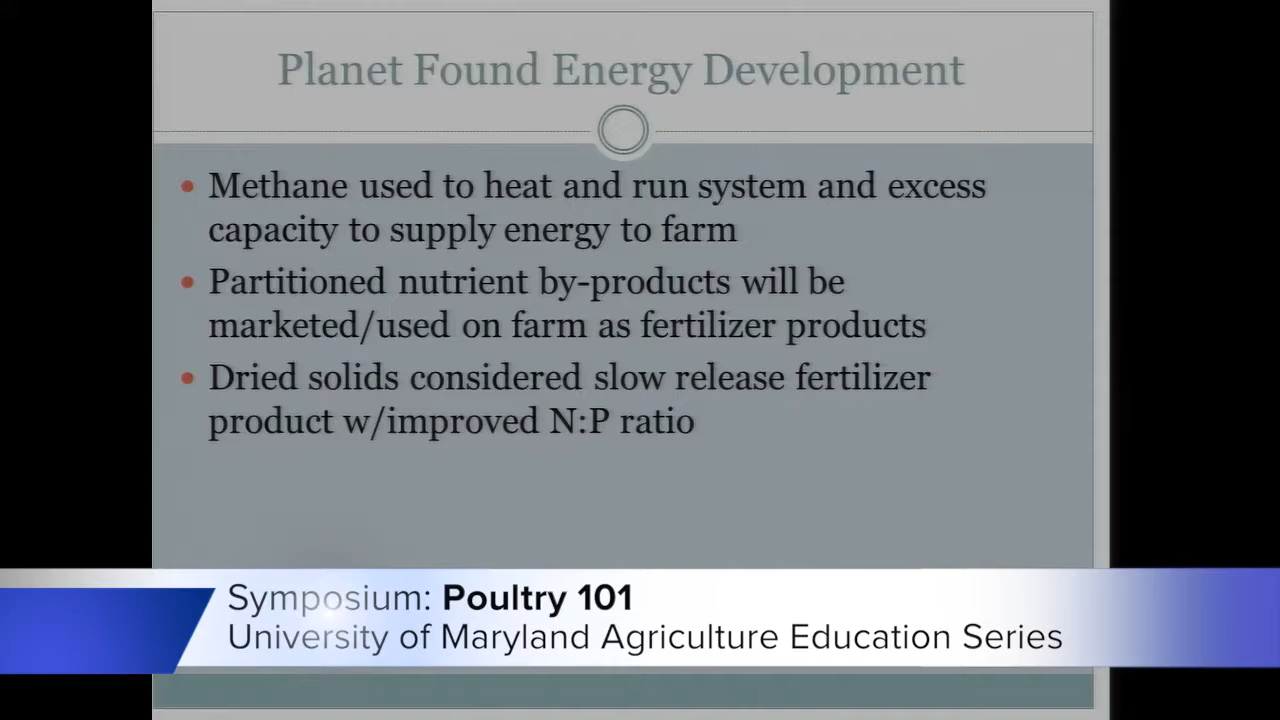 Planet Found Energy Development
• Methane used to heat and run system and excess
capacity to supply energy to farm
• Partitioned nutrient by-products will be
marketed/used on farm as fertilizer products
• Dried solids considered slow release fertilizer
product w/improved N:P ratio
Symposium: Poultry 101
University of Maryland Agriculture Education Series